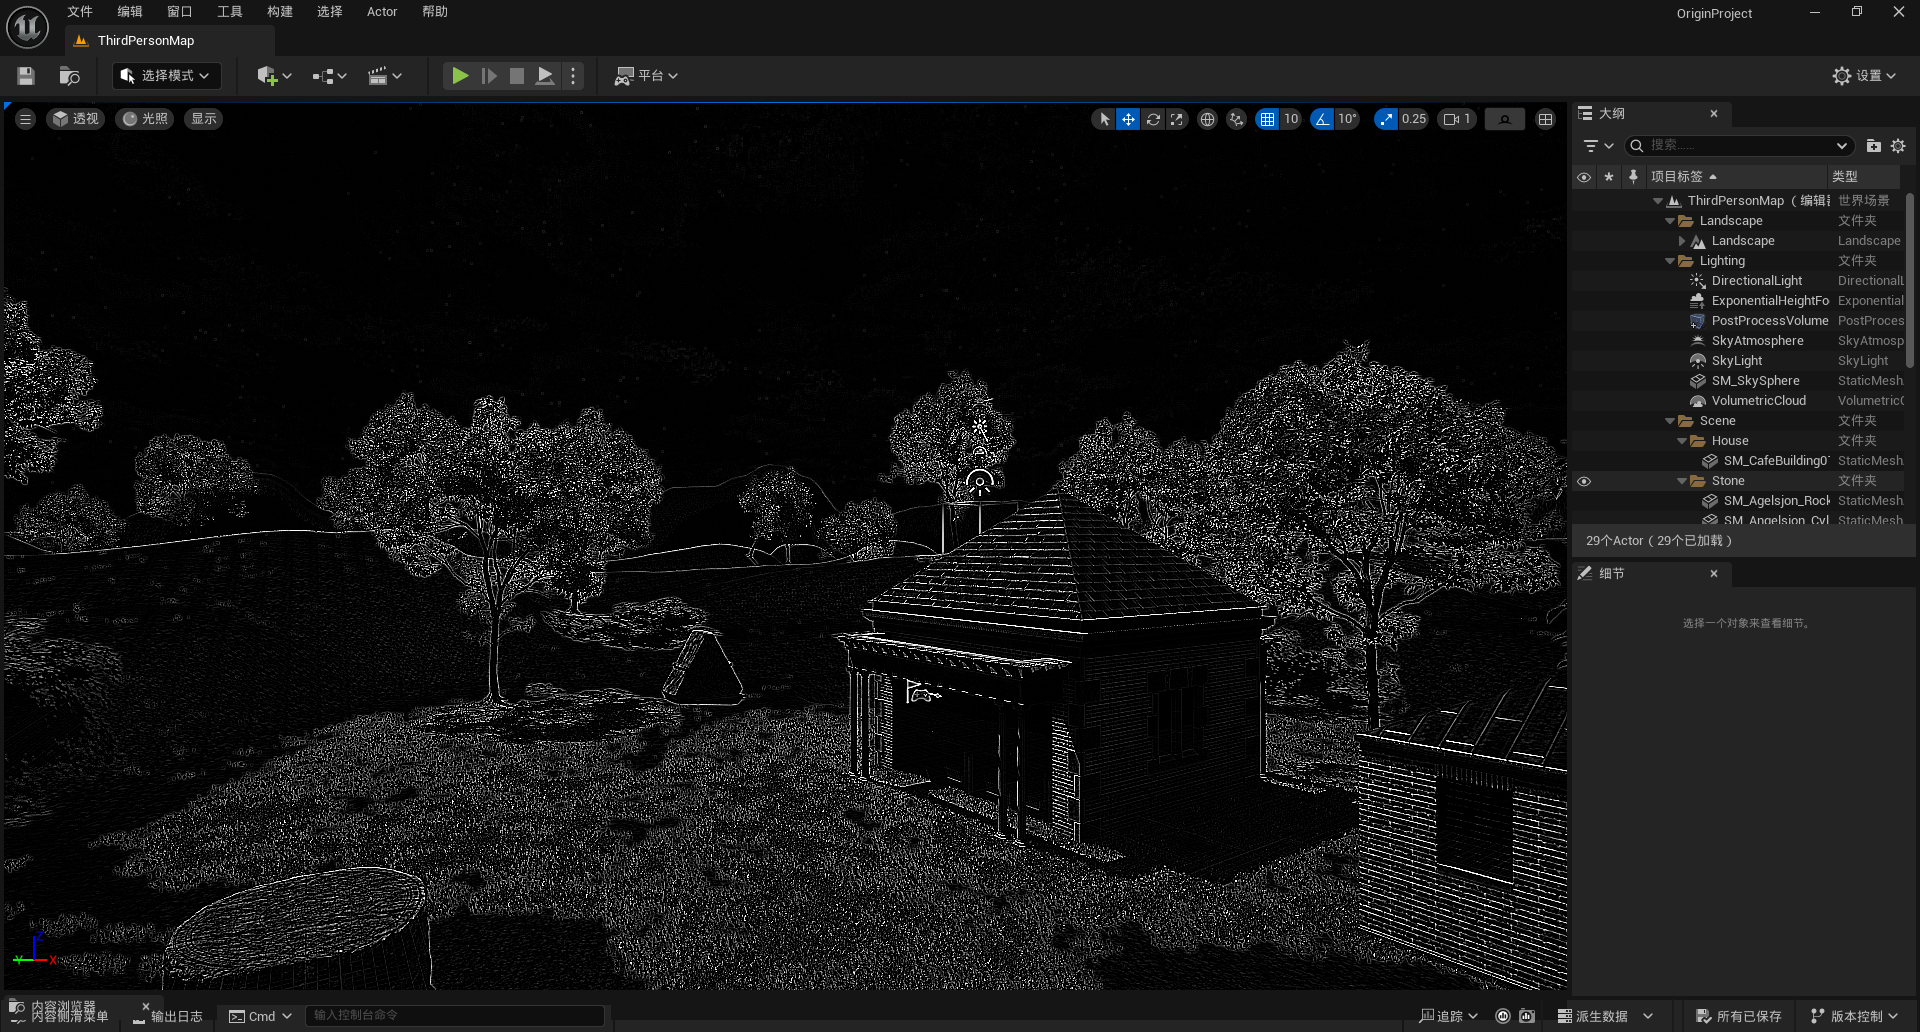 文件 编辑 窗口 工具 构建 选择 Actor 帮助
OriginProject
ThirdPersonMap
选择模式
平台
设置
透视 光照 显示
10 10° 0.25 1
大纲
搜索......
项目标签 类型
ThirdPersonMap （编辑 世界场景
Landscape 文件夹
Landscape Landscape
Lighting 文件夹
DirectionalLight DirectionalL
ExponentialHeightFo Exponential
PostProcessVolume PostProces
SkyAtmosphere SkyAtmosp
SkyLight SkyLight
SM_SkySphere StaticMesh
VolumetricCloud Volumetric
Scene 文件夹
House 文件夹
SM_CafeBuilding0 StaticMesh
Stone 文件夹
SM_Agelsjon_Rock StaticMesh
SM_Angelsjon_Cyl StaticMesh
29个Actor（29个已加载）
细节
选择一个对象来查看细节。
Z
Y X
内容浏览器
内容侧滑菜单 输出日志 Cmd 输入控制台命令
追踪 派生数据 所有已保存 版本控制